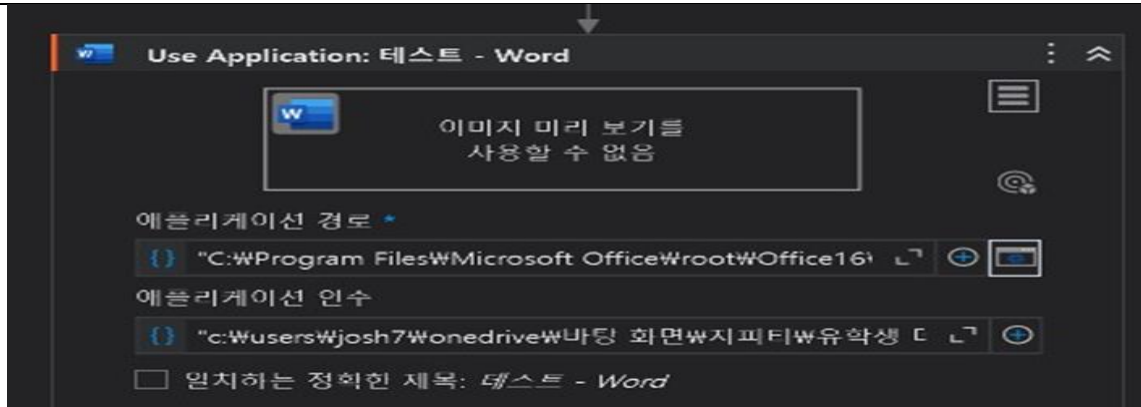 Use Application: 테스트 - Word
이미지 미리 보기를
사용할 수 없음
애플리케이션 경로 *
"C:₩Program Files₩Microsoft Office₩root₩Office16₩
애플리케이션 인수
"c:₩users₩josh7₩onedrive₩바탕 화면₩지피티₩유학생
일치하는 정확한 제목: 테스트 - Word